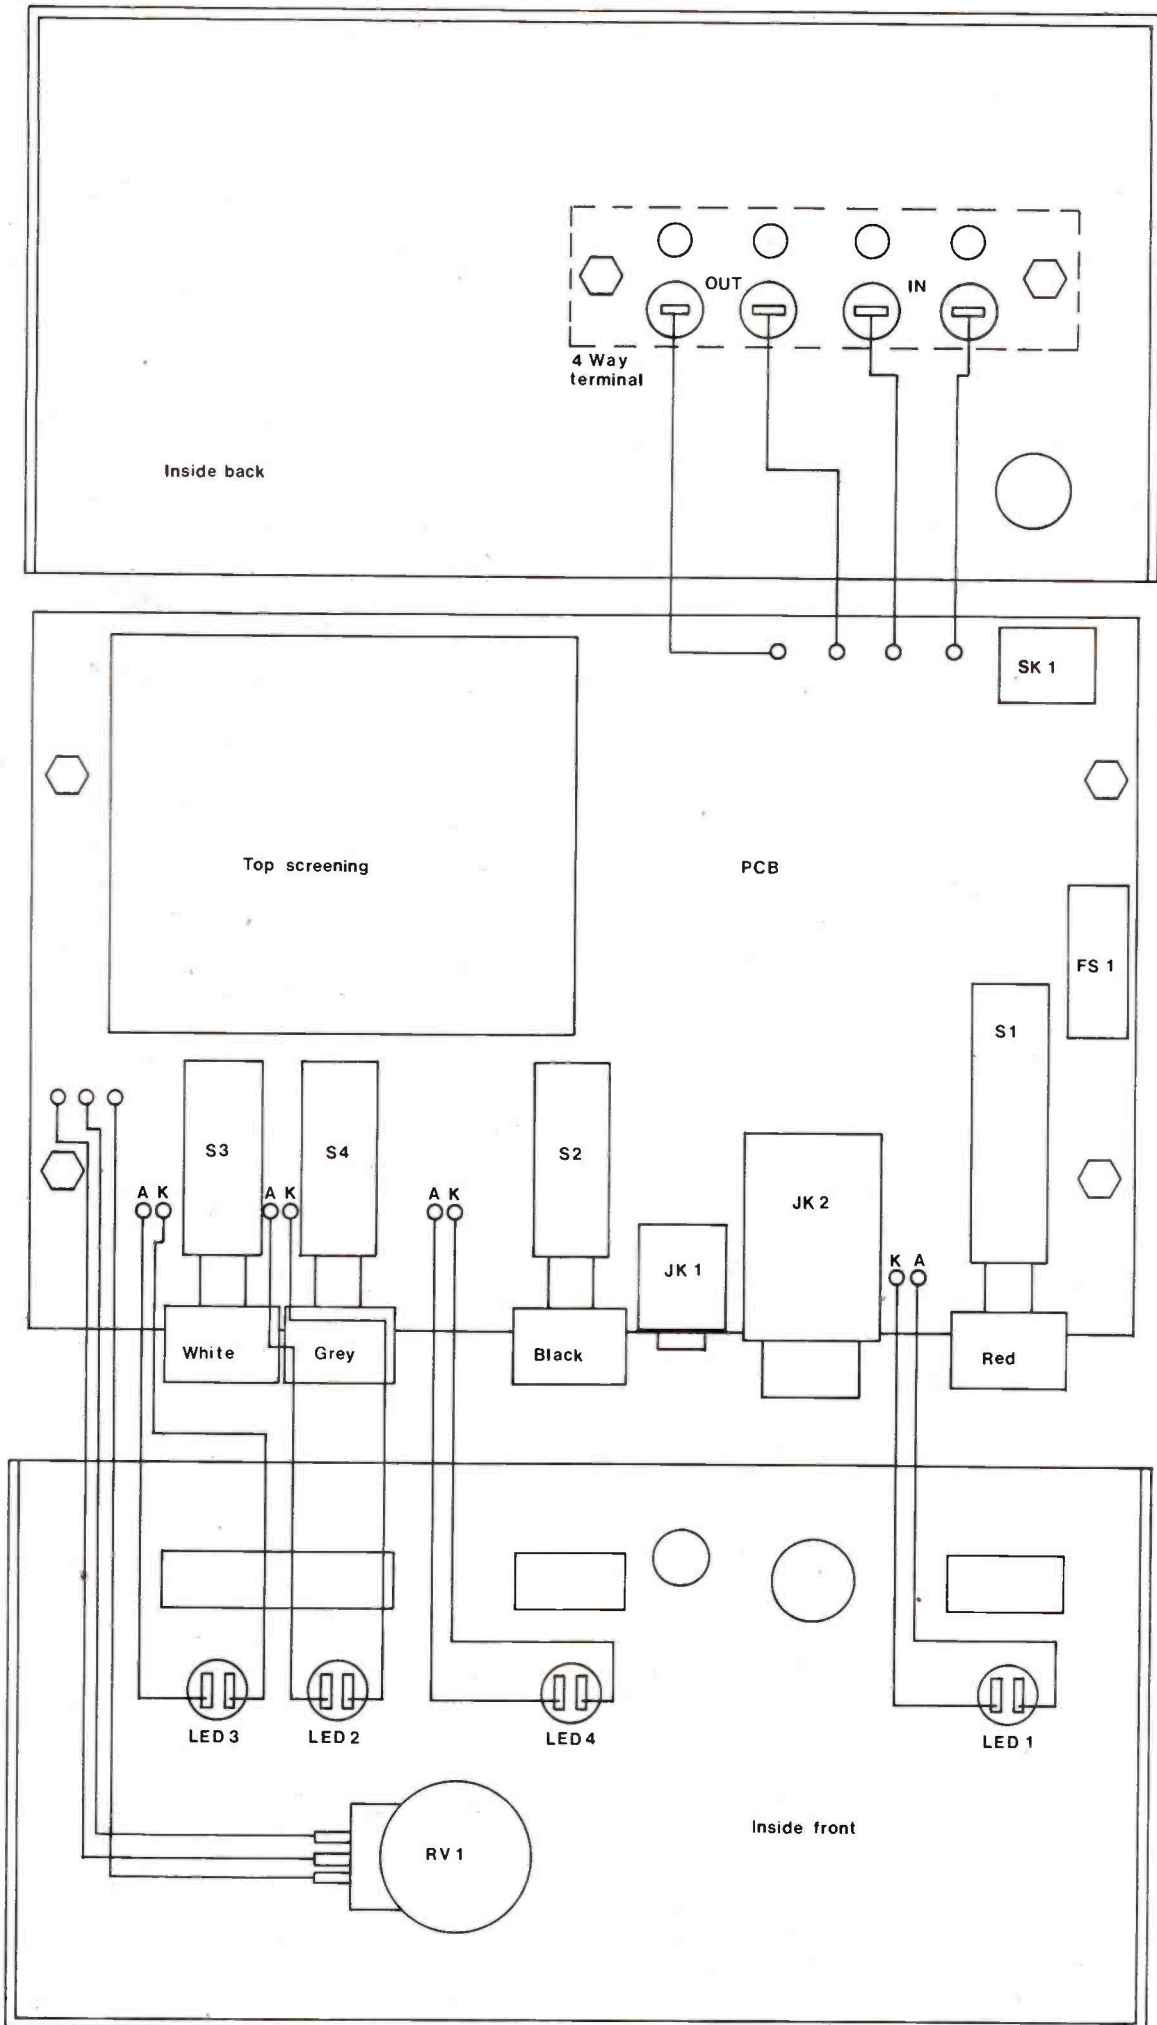 OUT
IN
4 Way
terminal
Inside back
SK 1
Top screening
PCB
FS 1
S1
S3
S4
S2
A K
A K
A K
JK 2
JK 1
K A
White
Grey
Black
Red
LED 3
LED 2
LED 4
LED 1
Inside front
RV 1